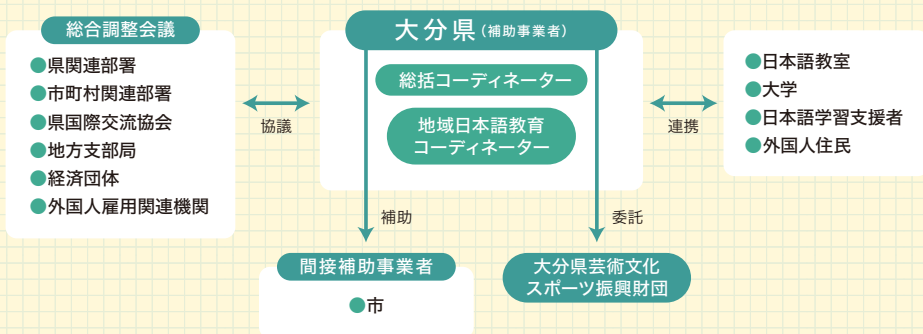 総合調整会議
●県関連部署
●市町村関連部署
●県国際交流協会
●地方支部局
●経済団体
●外国人雇用関連機関
協議
大分県（補助事業者）
総括コーディネーター
地域日本語教育
コーディネーター
連携
●日本語教室
●大学
●日本語学習支援者
●外国人住民
補助
委託
間接補助事業者
●市
大分県芸術文化
スポーツ振興財団